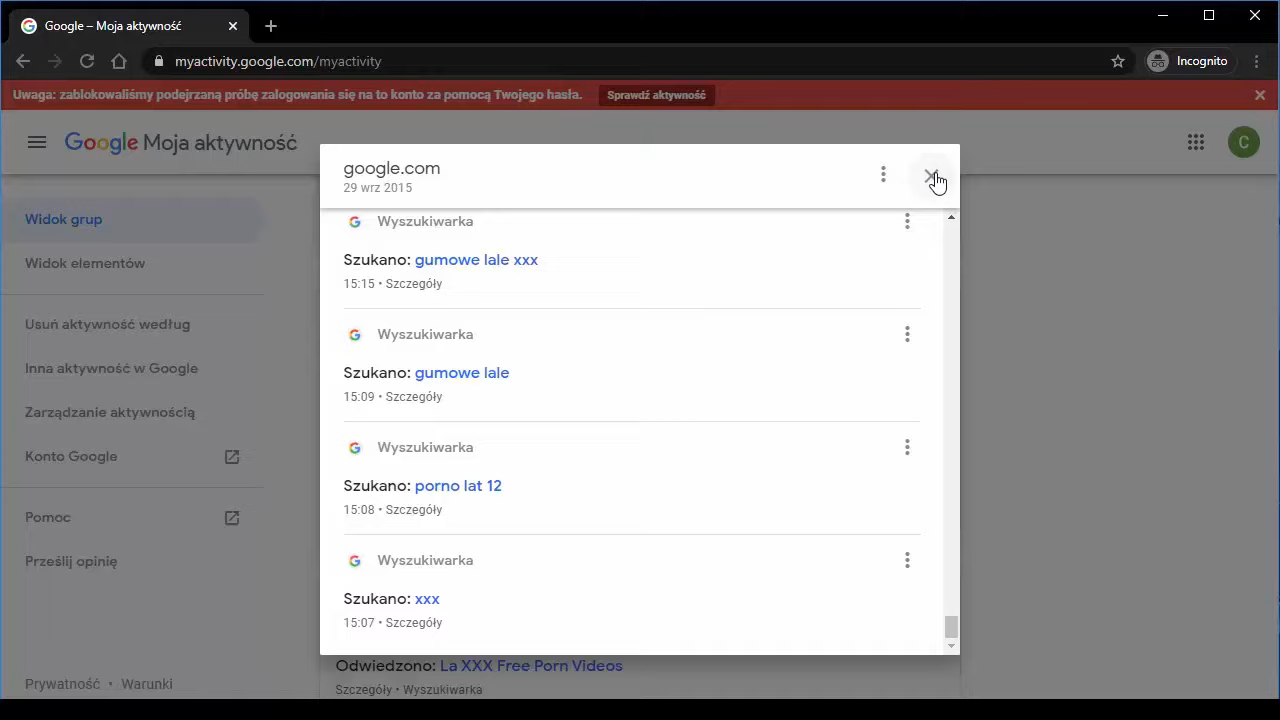 Google – Moja aktywność
myactivity.google.com/myactivity
Incognito
Uwaga: zablokowaliśmy podejrzaną próbę zalogowania się na to konto za pomocą Twojego hasła. Sprawdź aktywność
Google Moja aktywność
C
google.com
29 wrz 2015
Widok grup
Widok elementów
Usuń aktywność według
Inna aktywność w Google
Zarządzanie aktywnością
Konto Google
Pomoc
Prześlij opinię
Prywatność • Warunki
Wyszukiwarka
Szukano: gumowe lale xxx
15:15 • Szczegóły
Wyszukiwarka
Szukano: gumowe lale
15:09 • Szczegóły
Wyszukiwarka
Szukano: porno lat 12
15:08 • Szczegóły
Wyszukiwarka
Szukano: xxx
15:07 • Szczegóły
Odwiedzono: La XXX Free Porn Videos
Szczegóły • Wyszukiwarka